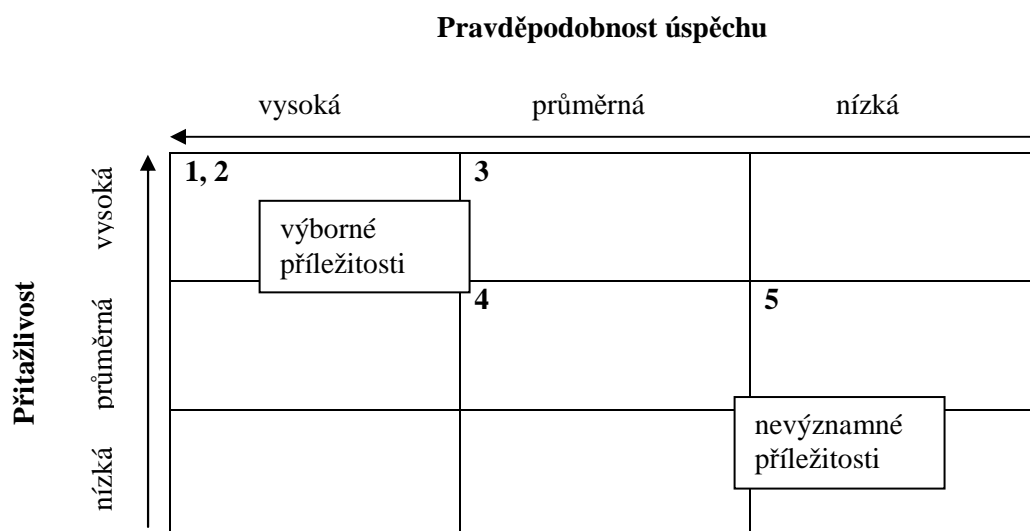 Pravděpodobnost úspěchu
vysoká průměrná nízká
Přitažlivost
vysoká
1, 2 3
výborné
příležitosti
průměrná
4 5
nízká
nevýznamné
příležitosti